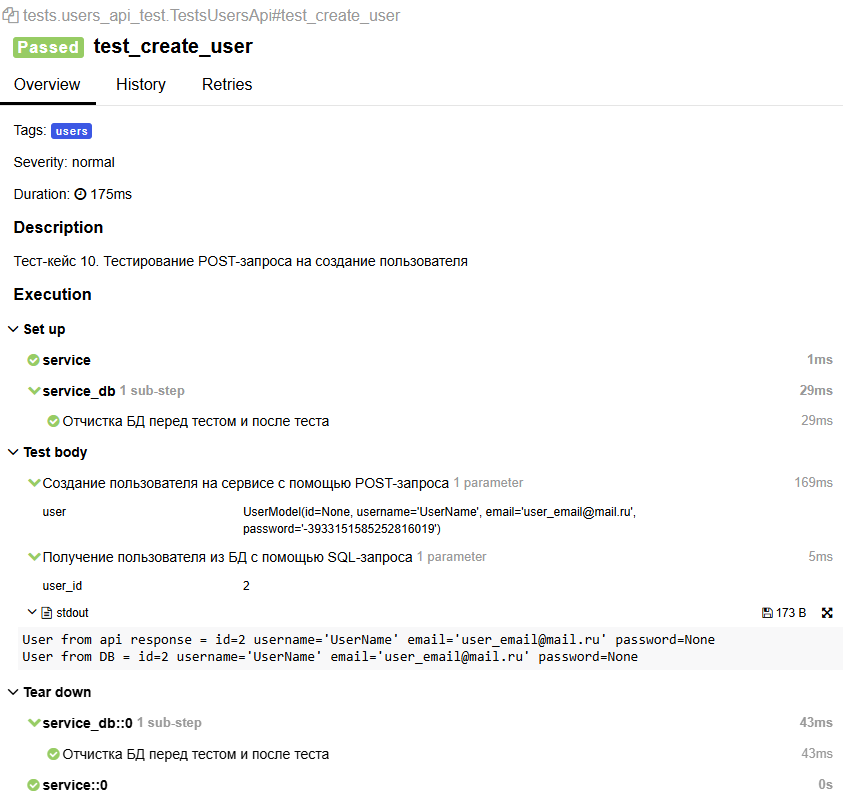 tests.users_api_test.TestsUsersApi#test_create_user
Passed test_create_user
Overview History Retries
Tags: users
Severity: normal
Duration: 175ms
Description
Тест-кейс 10. Тестирование POST-запроса на создание пользователя
Execution
Set up
service 1ms
service_db 1 sub-step 29ms
Отчистка БД перед тестом и после теста 29ms
Test body
Создание пользователя на сервисе с помощью POST-запроса 1 parameter 169ms
user UserModel(id=None, username='UserName', email='user_email@mail.ru',
password='-3933151585252816019')
Получение пользователя из БД с помощью SQL-запроса 1 parameter 5ms
user_id 2
stdout 173 B
User from api response = id=2 username='UserName' email='user_email@mail.ru' password=None
User from DB = id=2 username='UserName' email='user_email@mail.ru' password=None
Tear down
service_db::0 1 sub-step 43ms
Отчистка БД перед тестом и после теста 43ms
service::0 0s